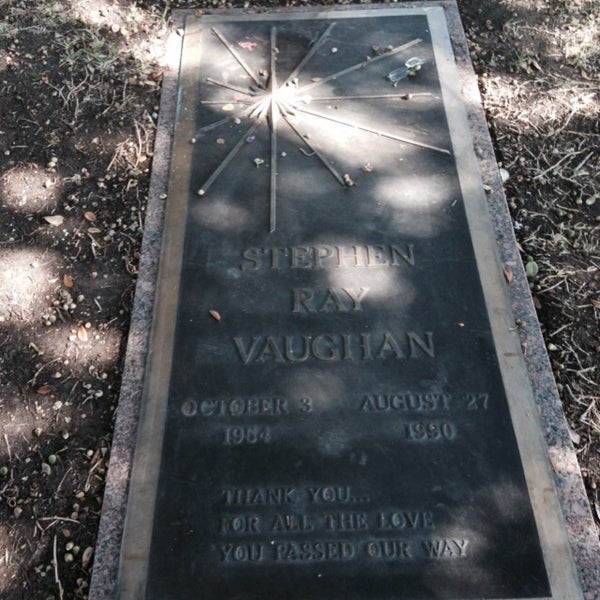 STEPHEN
RAY
VAUGHAN
OCTOBER 3 AUGUST 27
1954 1990
THANK YOU...
FOR ALL THE LOVE
YOU PASSED OUR WAY